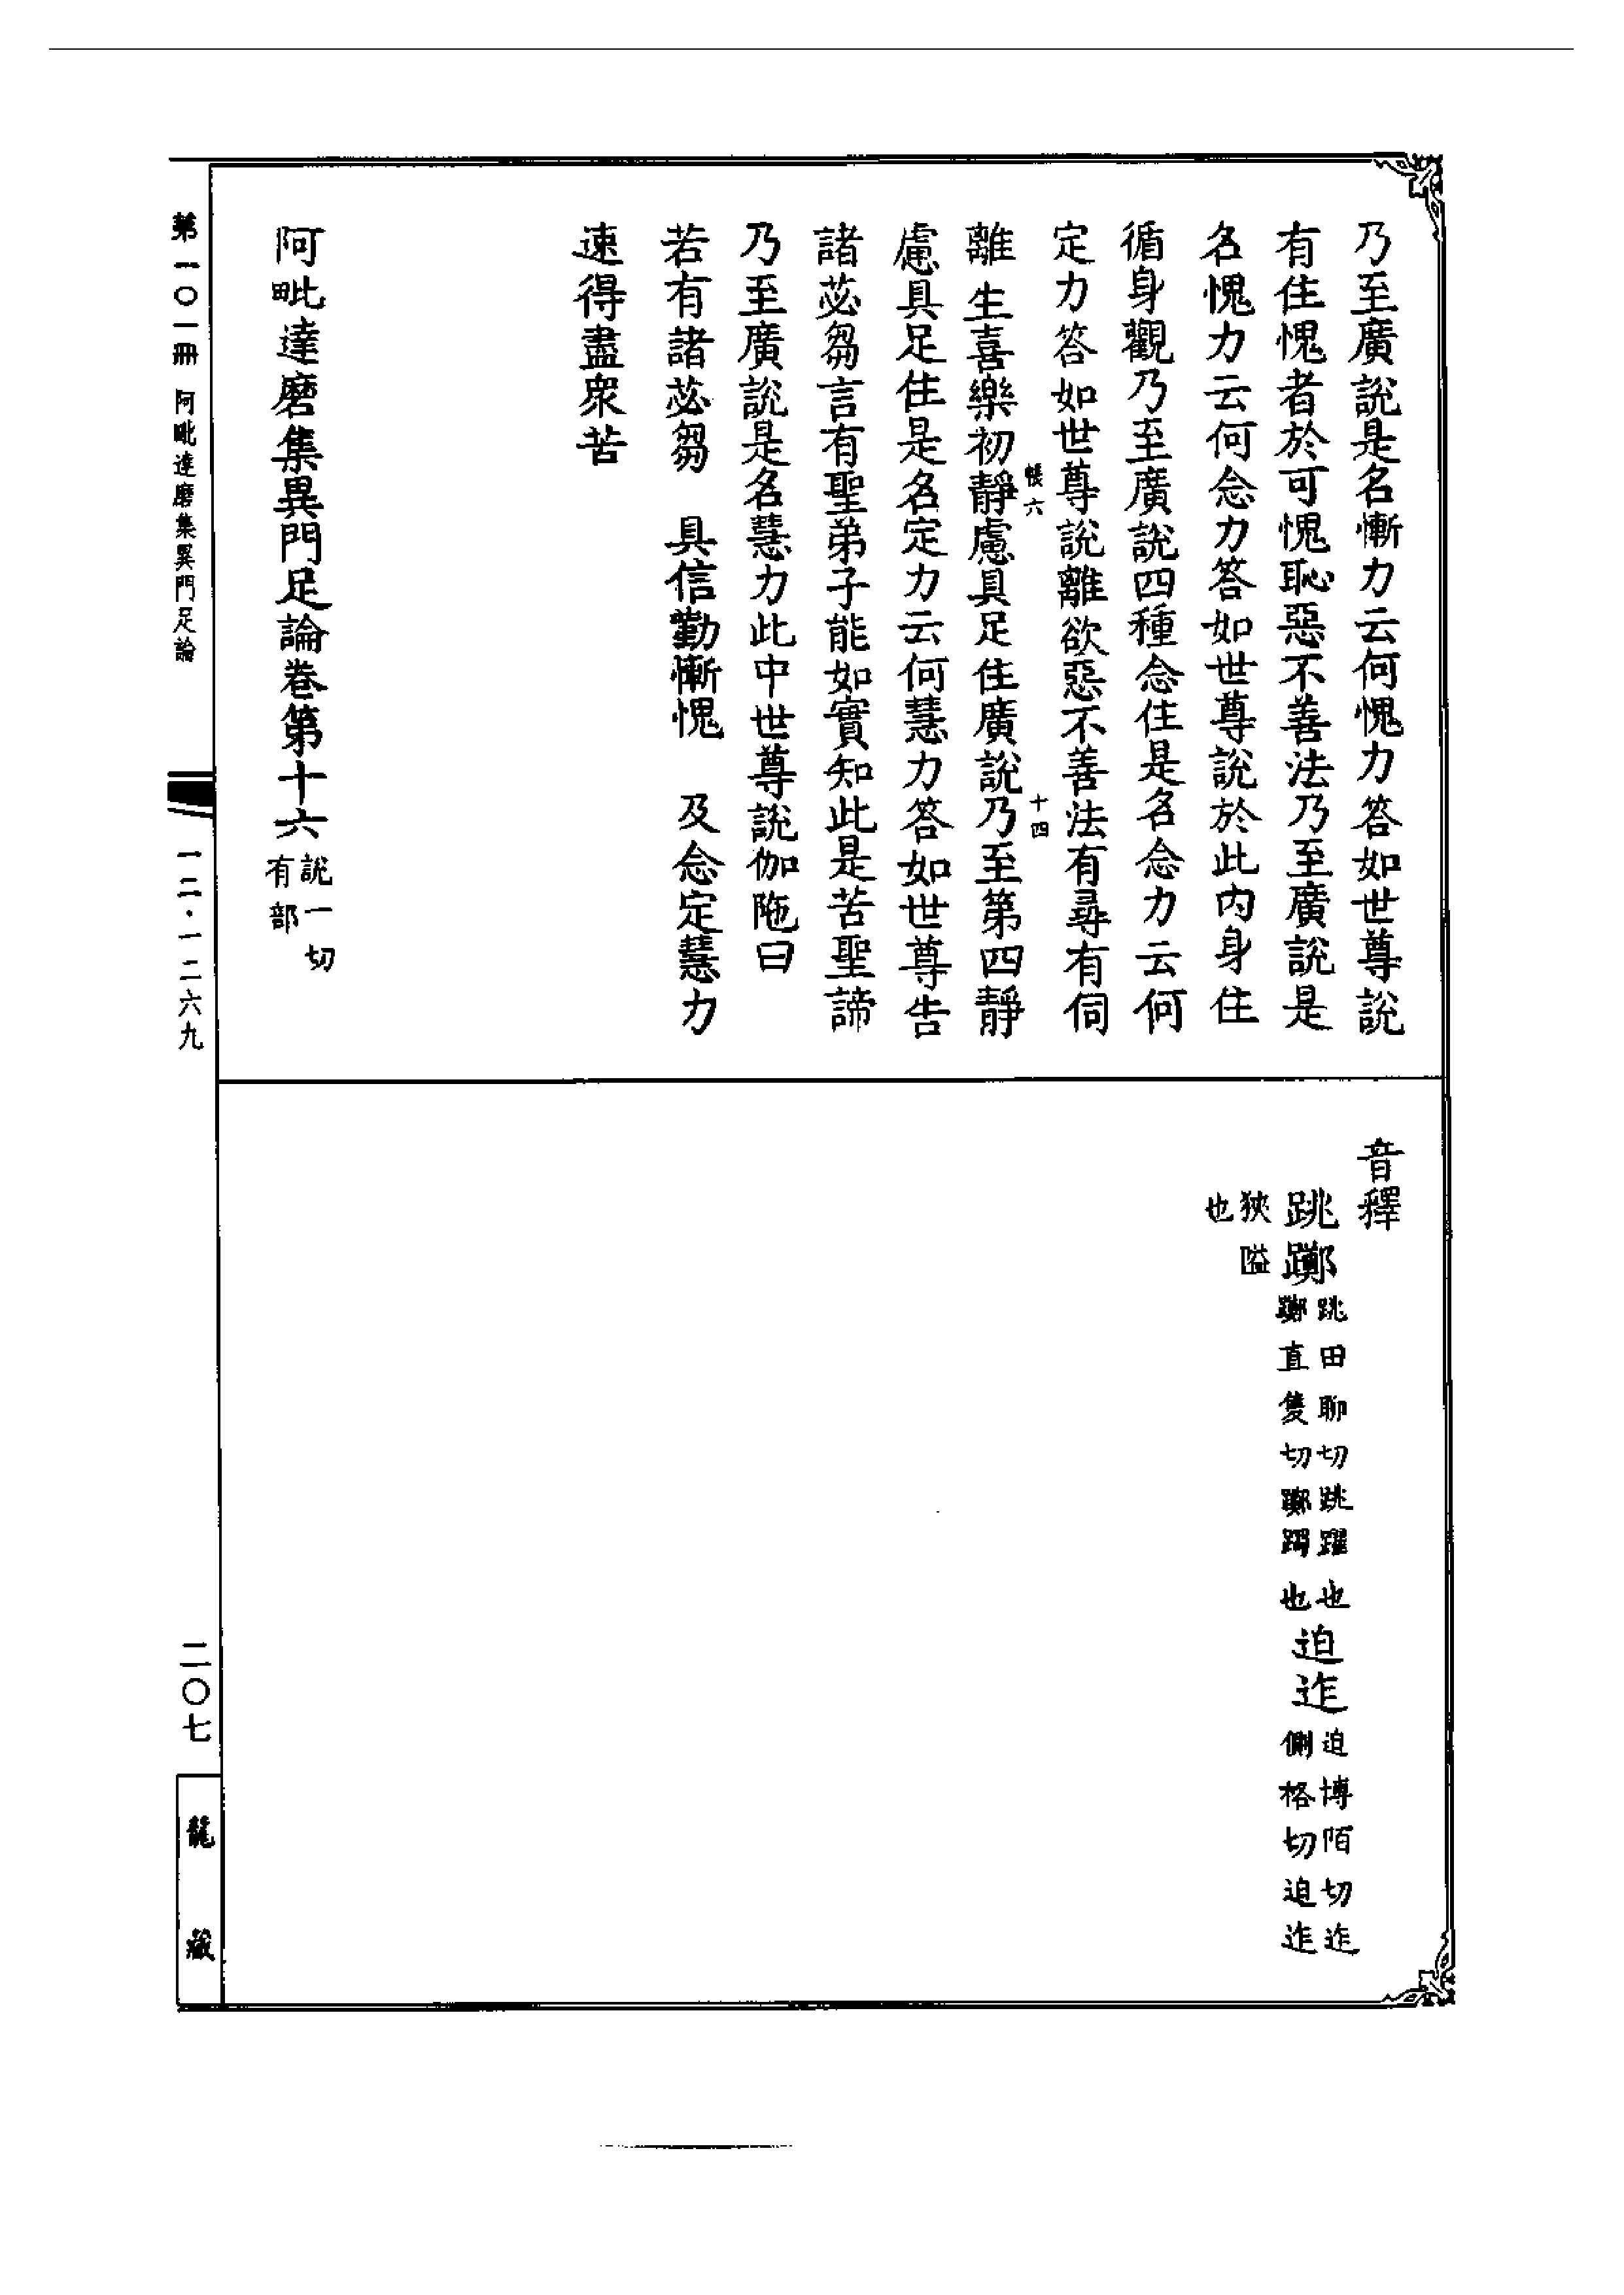 乃至廣說是名慚力云何愧力答如世尊說
有住愧者於可愧恥惡不善法乃至廣說是
名愧力云何念力答如世尊說於此內身住
循身觀乃至廣說四種念住是名念力云何
定力答如世尊說離欲惡不善法有尋有伺
帳六 十四
離生喜樂初靜慮具足住廣說乃至第四靜
慮具足住是名定力云何慧力答如世尊告
諸苾芻言有聖弟子能如實知此是苦聖諦
乃至廣說是名慧力此中世尊說伽陁曰
若有諸苾芻 具信勤慚愧 及念定慧力
速得盡眾苦
阿毗達磨集異門足論卷第十六 說一切有部
音釋
跳躑 跳田聊切跳躍也躑直隻切躑躅也 迫迮 迫博陌切迮側格切迫迮
狹隘也
第一〇一冊 阿毗達磨集異門足論 一二·一二六九 二〇七 龍藏